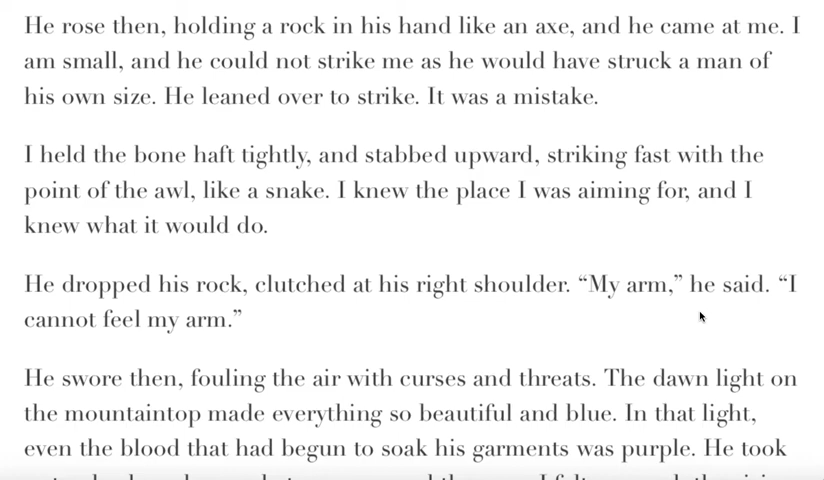 He rose then, holding a rock in his hand like an axe, and he came at me. I
am small, and he could not strike me as he would have struck a man of
his own size. He leaned over to strike. It was a mistake.
I held the bone haft tightly, and stabbed upward, striking fast with the
point of the awl, like a snake. I knew the place I was aiming for, and I
knew what it would do.
He dropped his rock, clutched at his right shoulder. “My arm,” he said. “I
cannot feel my arm.”
He swore then, fouling the air with curses and threats. The dawn light on
the mountaintop made everything so beautiful and blue. In that light,
even the blood that had begun to soak his garments was purple. He took